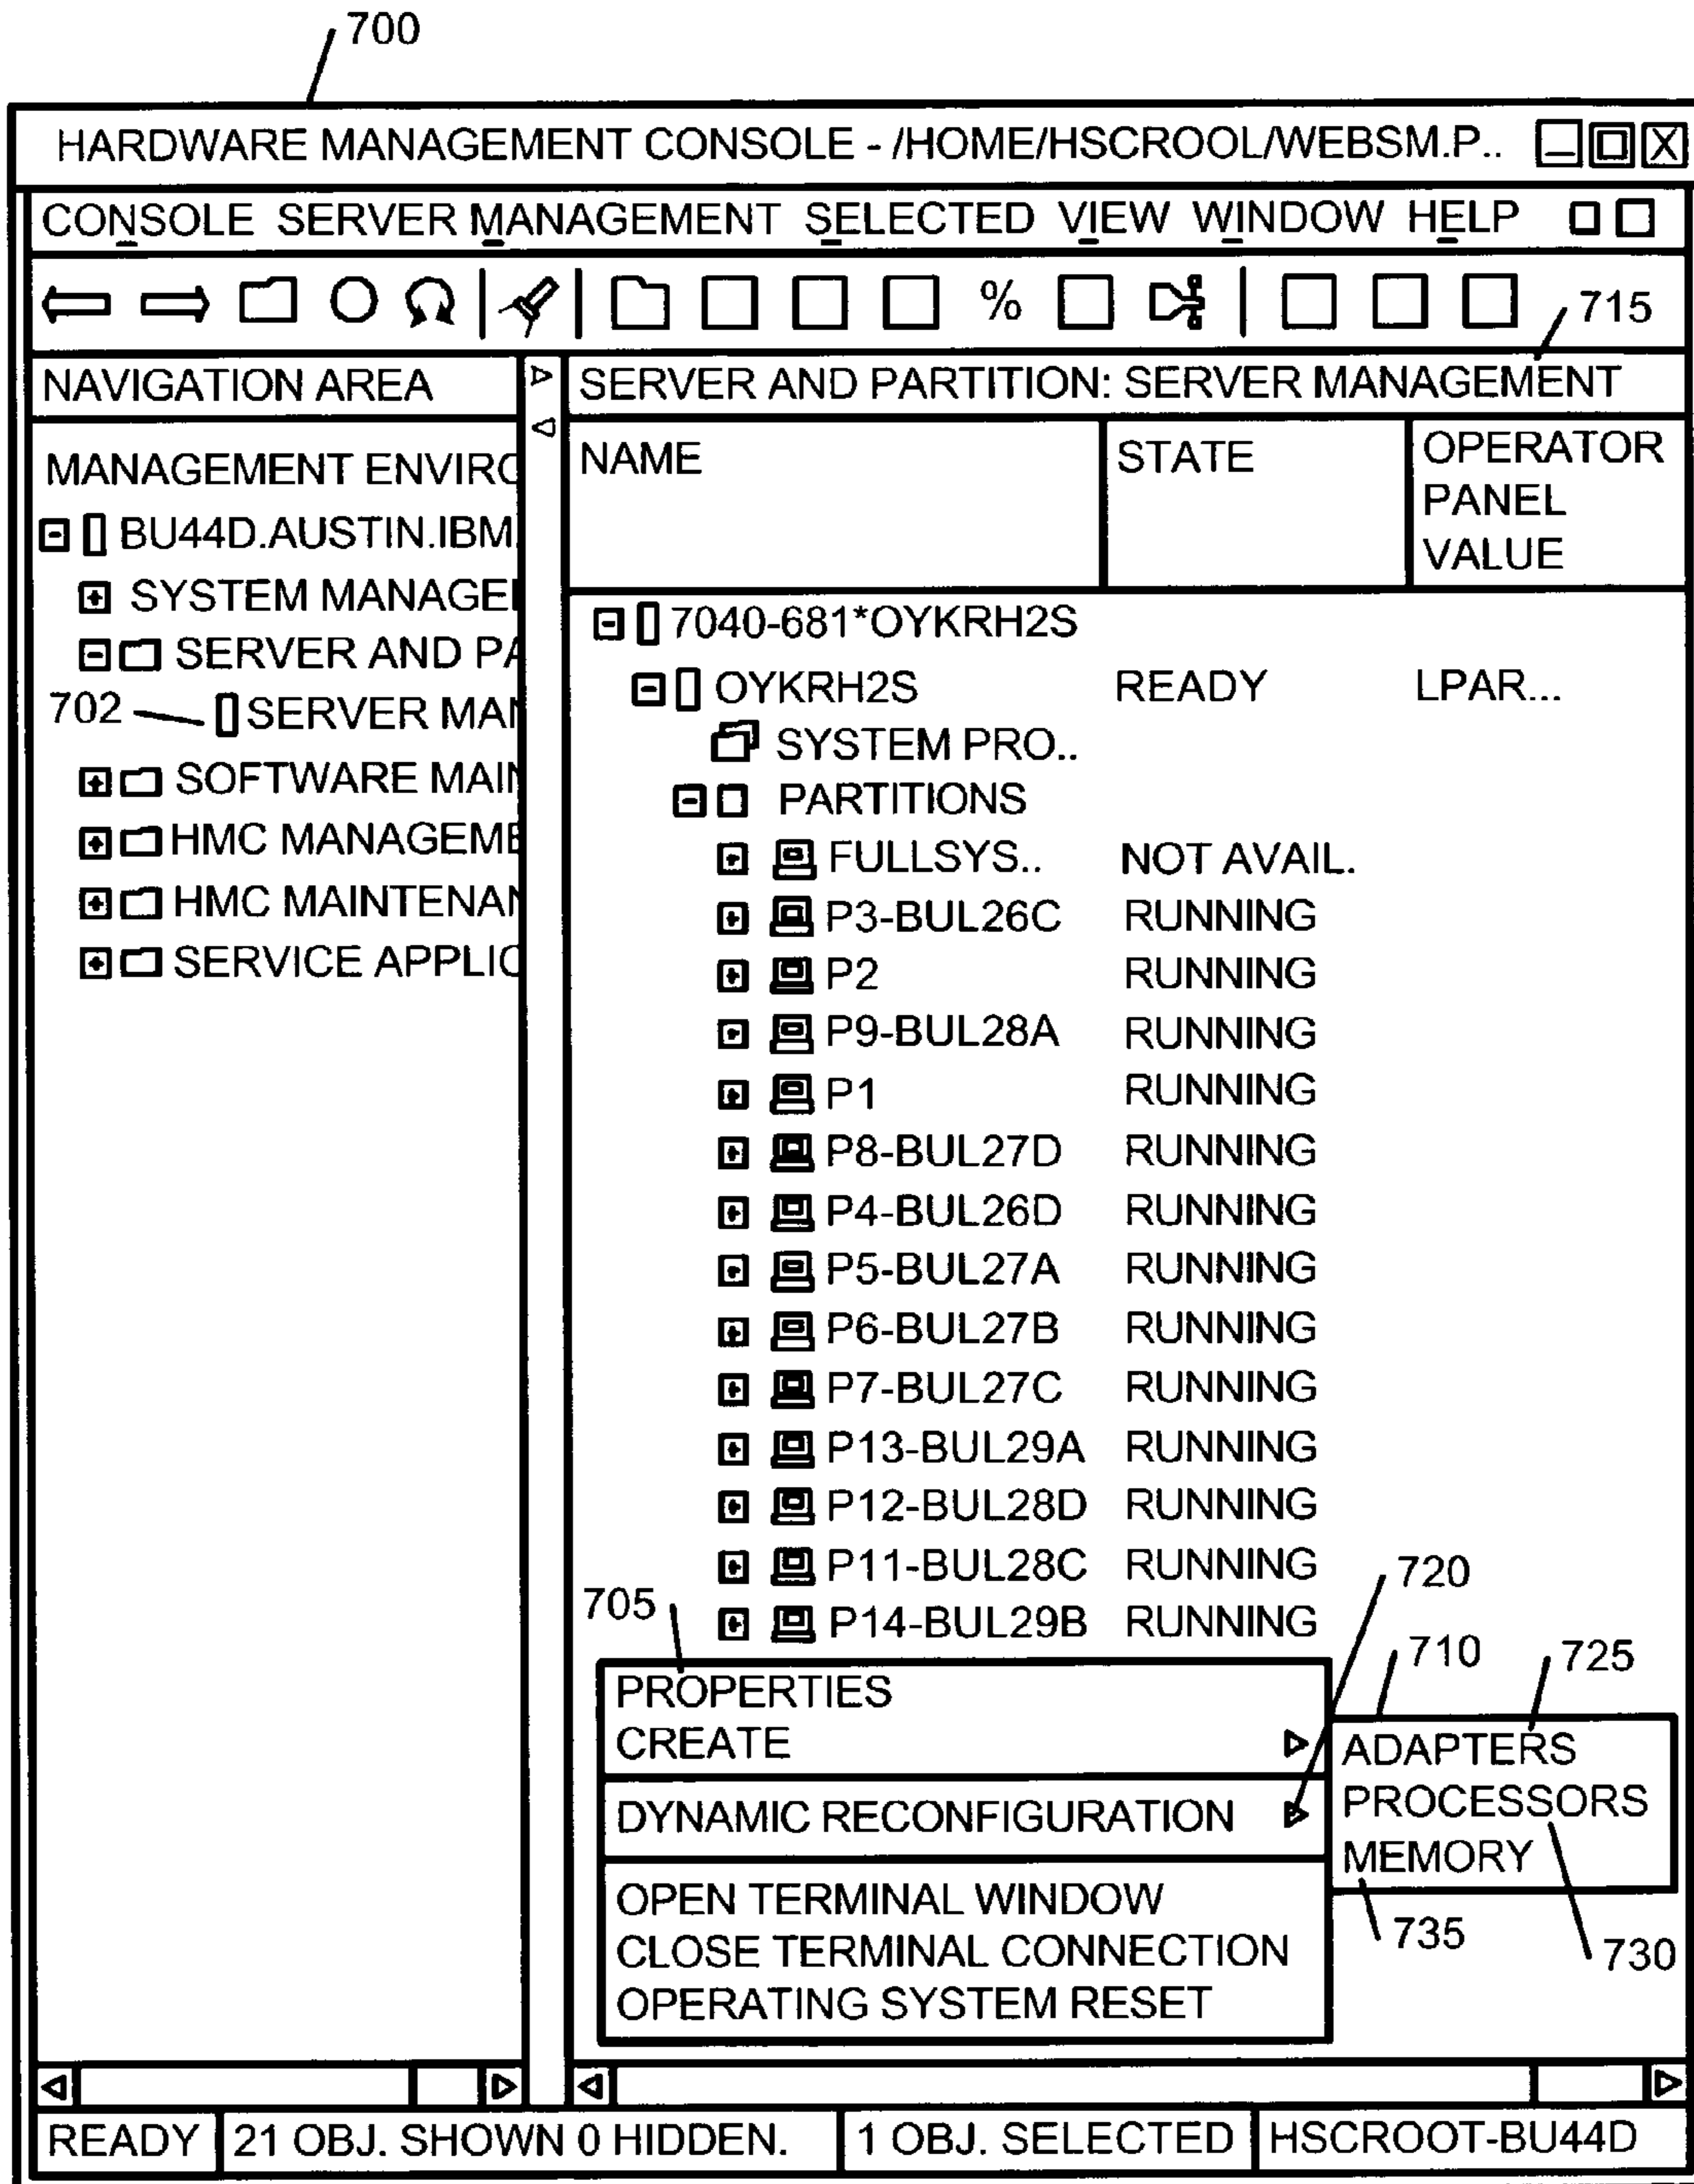 700
HARDWARE MANAGEMENT CONSOLE - /HOME/HSCROOL/WEBSM.P..
CONSOLE SERVER MANAGEMENT SELECTED VIEW WINDOW HELP
%
715
NAVIGATION AREA
MANAGEMENT ENVIRO
BU44D.AUSTIN.IBM.
SYSTEM MANAGE
SERVER AND PA
702
SERVER MAN
SOFTWARE MAIN
HMC MANAGEME
HMC MAINTENAN
SERVICE APPLIC
SERVER AND PARTITION: SERVER MANAGEMENT
NAME STATE OPERATOR
PANEL
VALUE
7040-681*OYKRH2S
OYKRH2S READY LPAR...
SYSTEM PRO..
PARTITIONS
FULLSYS.. NOT AVAIL.
P3-BUL26C RUNNING
P2 RUNNING
P9-BUL28A RUNNING
P1 RUNNING
P8-BUL27D RUNNING
P4-BUL26D RUNNING
P5-BUL27A RUNNING
P6-BUL27B RUNNING
P7-BUL27C RUNNING
P13-BUL29A RUNNING
P12-BUL28D RUNNING
P11-BUL28C RUNNING
P14-BUL29B RUNNING
705
720
710
725
PROPERTIES
CREATE
DYNAMIC RECONFIGURATION
OPEN TERMINAL WINDOW
CLOSE TERMINAL CONNECTION
OPERATING SYSTEM RESET
ADAPTERS
PROCESSORS
MEMORY
735
730
READY 21 OBJ. SHOWN 0 HIDDEN. 1 OBJ. SELECTED HSCROOT-BU44D